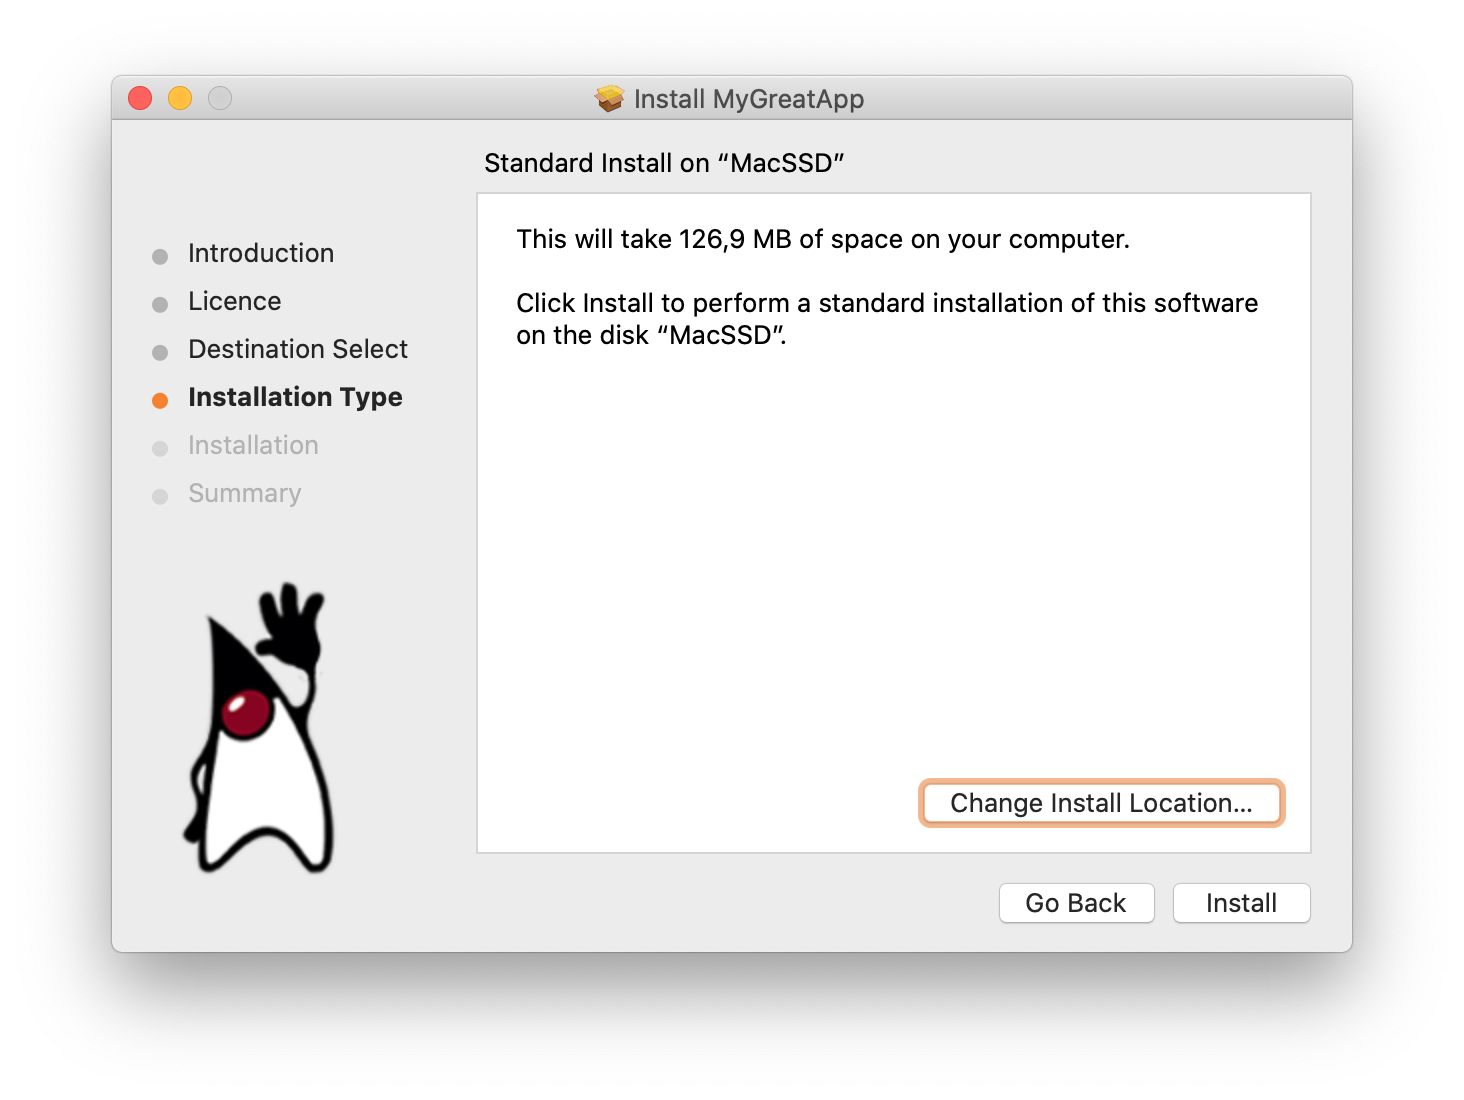 Install MyGreatApp
Standard Install on “MacSSD”
Introduction
Licence
Destination Select
Installation Type
Installation
Summary
This will take 126,9 MB of space on your computer.
Click Install to perform a standard installation of this software
on the disk “MacSSD”.
Change Install Location...
Go Back
Install